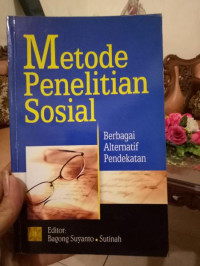 Metode
Penelitian
Sosial
Berbagai
Alternatif
Pendekatan
Editor:
Bagong Suyanto • Sutinah